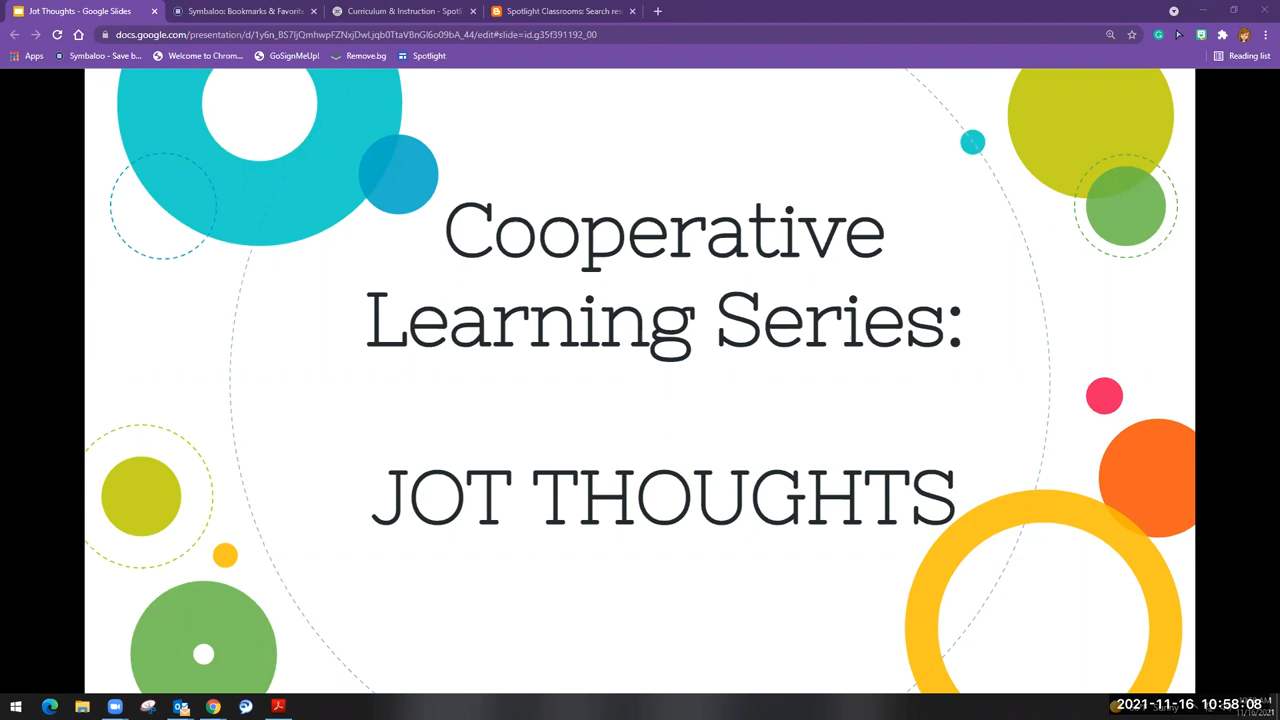 Jot Thoughts - Google Slides
Symbaloo: Bookmarks & Favorit
Curriculum & Instruction - Spotl
Spotlight Classrooms: Search res
docs.google.com/presentation/d/1y6n_BS7ljQmhwpFZNxjDwLjqb0TtaVBnGl6o09bA_44/edit#slide=id.g35f391192_00
Apps
Symbaloo - Save b...
Welcome to Chrom...
GoSignMeUp!
Remove.bg
Spotlight
Reading list
Cooperative
Learning Series:
JOT THOUGHTS
2021-11-16 10:58:08